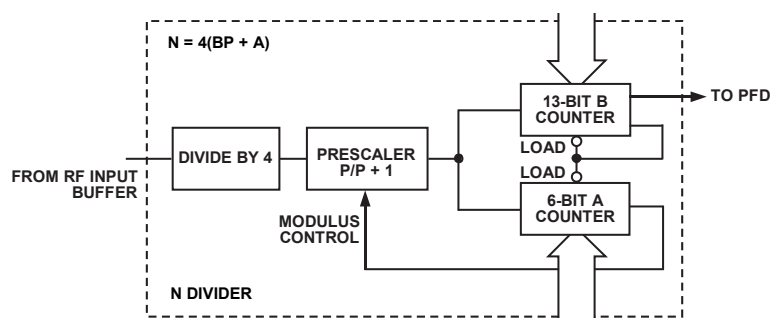 N = 4(BP + A)
13-BIT B
COUNTER
TO PFD
DIVIDE BY 4
PRESCALER
P/P + 1
LOAD
LOAD
FROM RF INPUT
BUFFER
6-BIT A
COUNTER
MODULUS
CONTROL
N DIVIDER